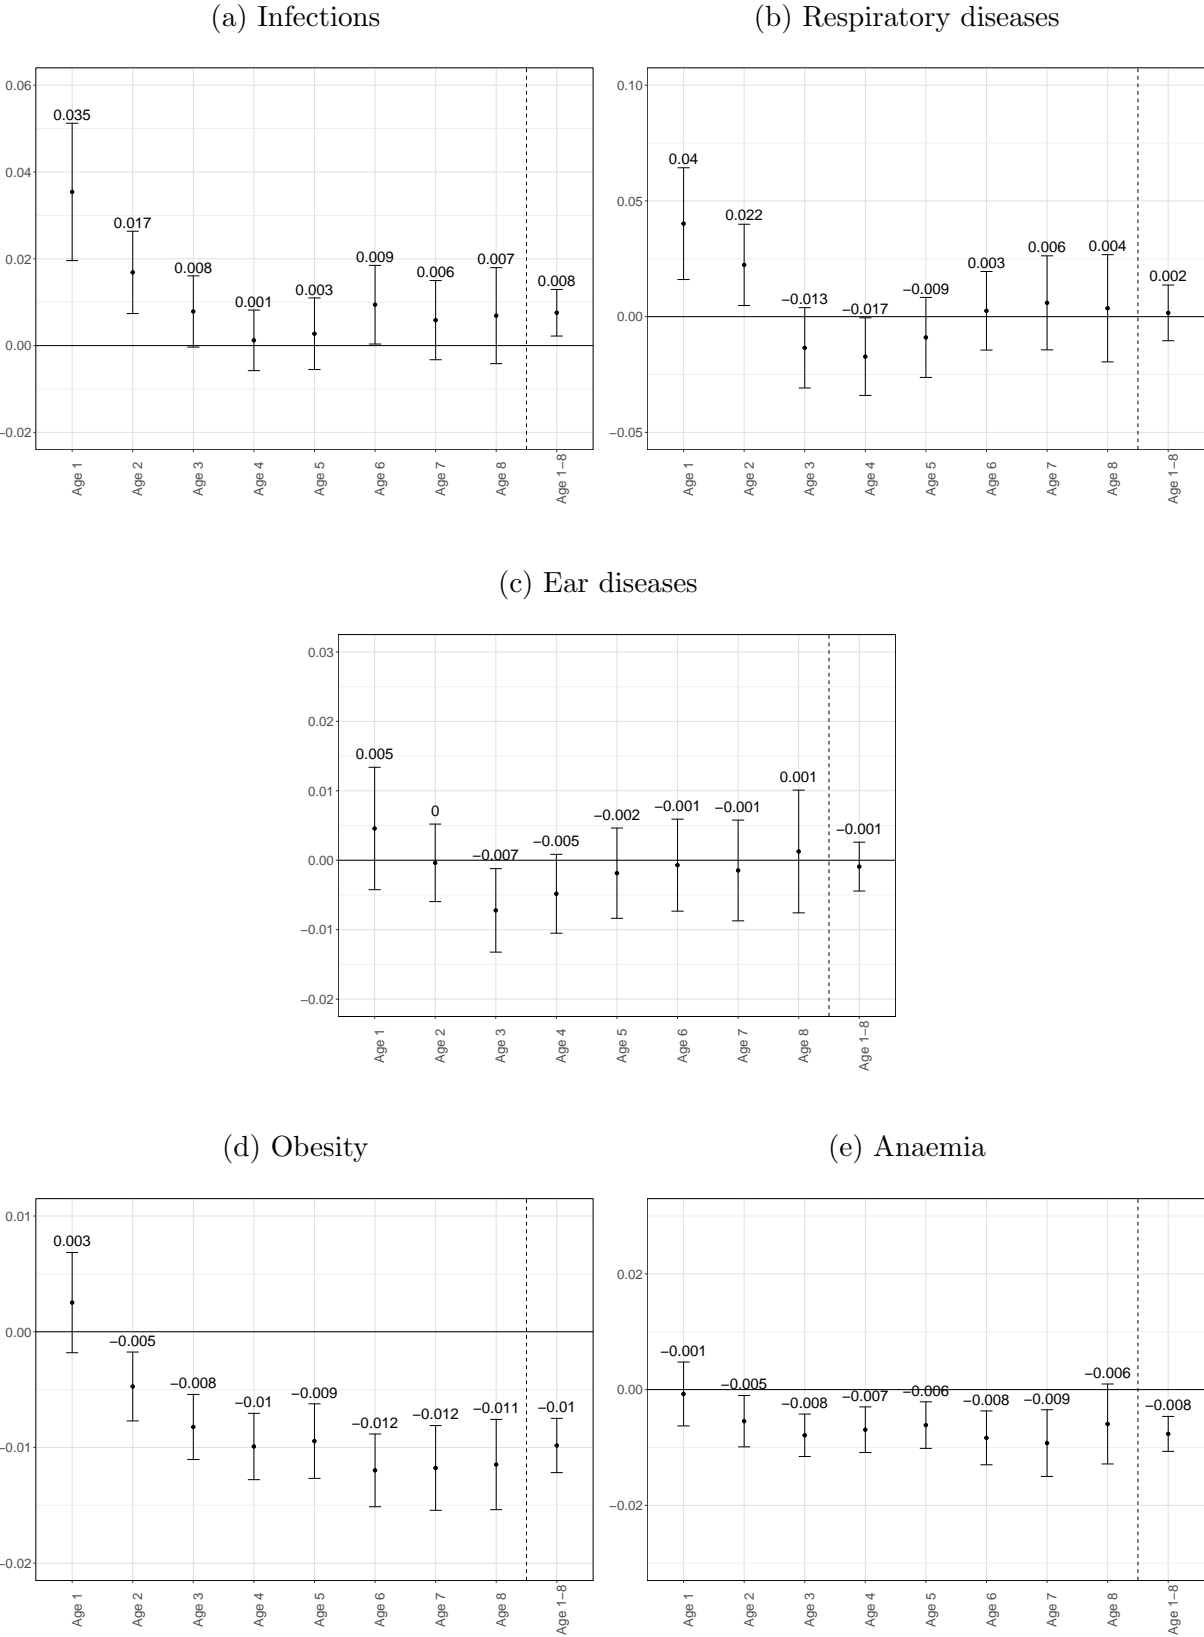 (a) Infections
0.06
0.04
0.02
0.00
−0.02
0.035
0.017
0.008
0.001
0.003
0.009
0.006
0.007
0.008
Age 1
Age 2
Age 3
Age 4
Age 5
Age 6
Age 7
Age 8
Age 1−8
(b) Respiratory diseases
0.10
0.05
0.00
−0.05
0.04
0.022
−0.013
−0.017
−0.009
0.003
0.006
0.004
0.002
Age 1
Age 2
Age 3
Age 4
Age 5
Age 6
Age 7
Age 8
Age 1−8
(c) Ear diseases
0.03
0.02
0.01
0.00
−0.01
−0.02
0.005
0
−0.007
−0.005
−0.002
−0.001
−0.001
0.001
−0.001
Age 1
Age 2
Age 3
Age 4
Age 5
Age 6
Age 7
Age 8
Age 1−8
(d) Obesity
0.01
0.00
−0.01
−0.02
0.003
−0.005
−0.008
−0.01
−0.009
−0.012
−0.012
−0.011
−0.01
Age 1
Age 2
Age 3
Age 4
Age 5
Age 6
Age 7
Age 8
Age 1−8
(e) Anaemia
0.02
0.00
−0.02
−0.001
−0.005
−0.008
−0.007
−0.006
−0.008
−0.009
−0.006
−0.008
Age 1
Age 2
Age 3
Age 4
Age 5
Age 6
Age 7
Age 8
Age 1−8